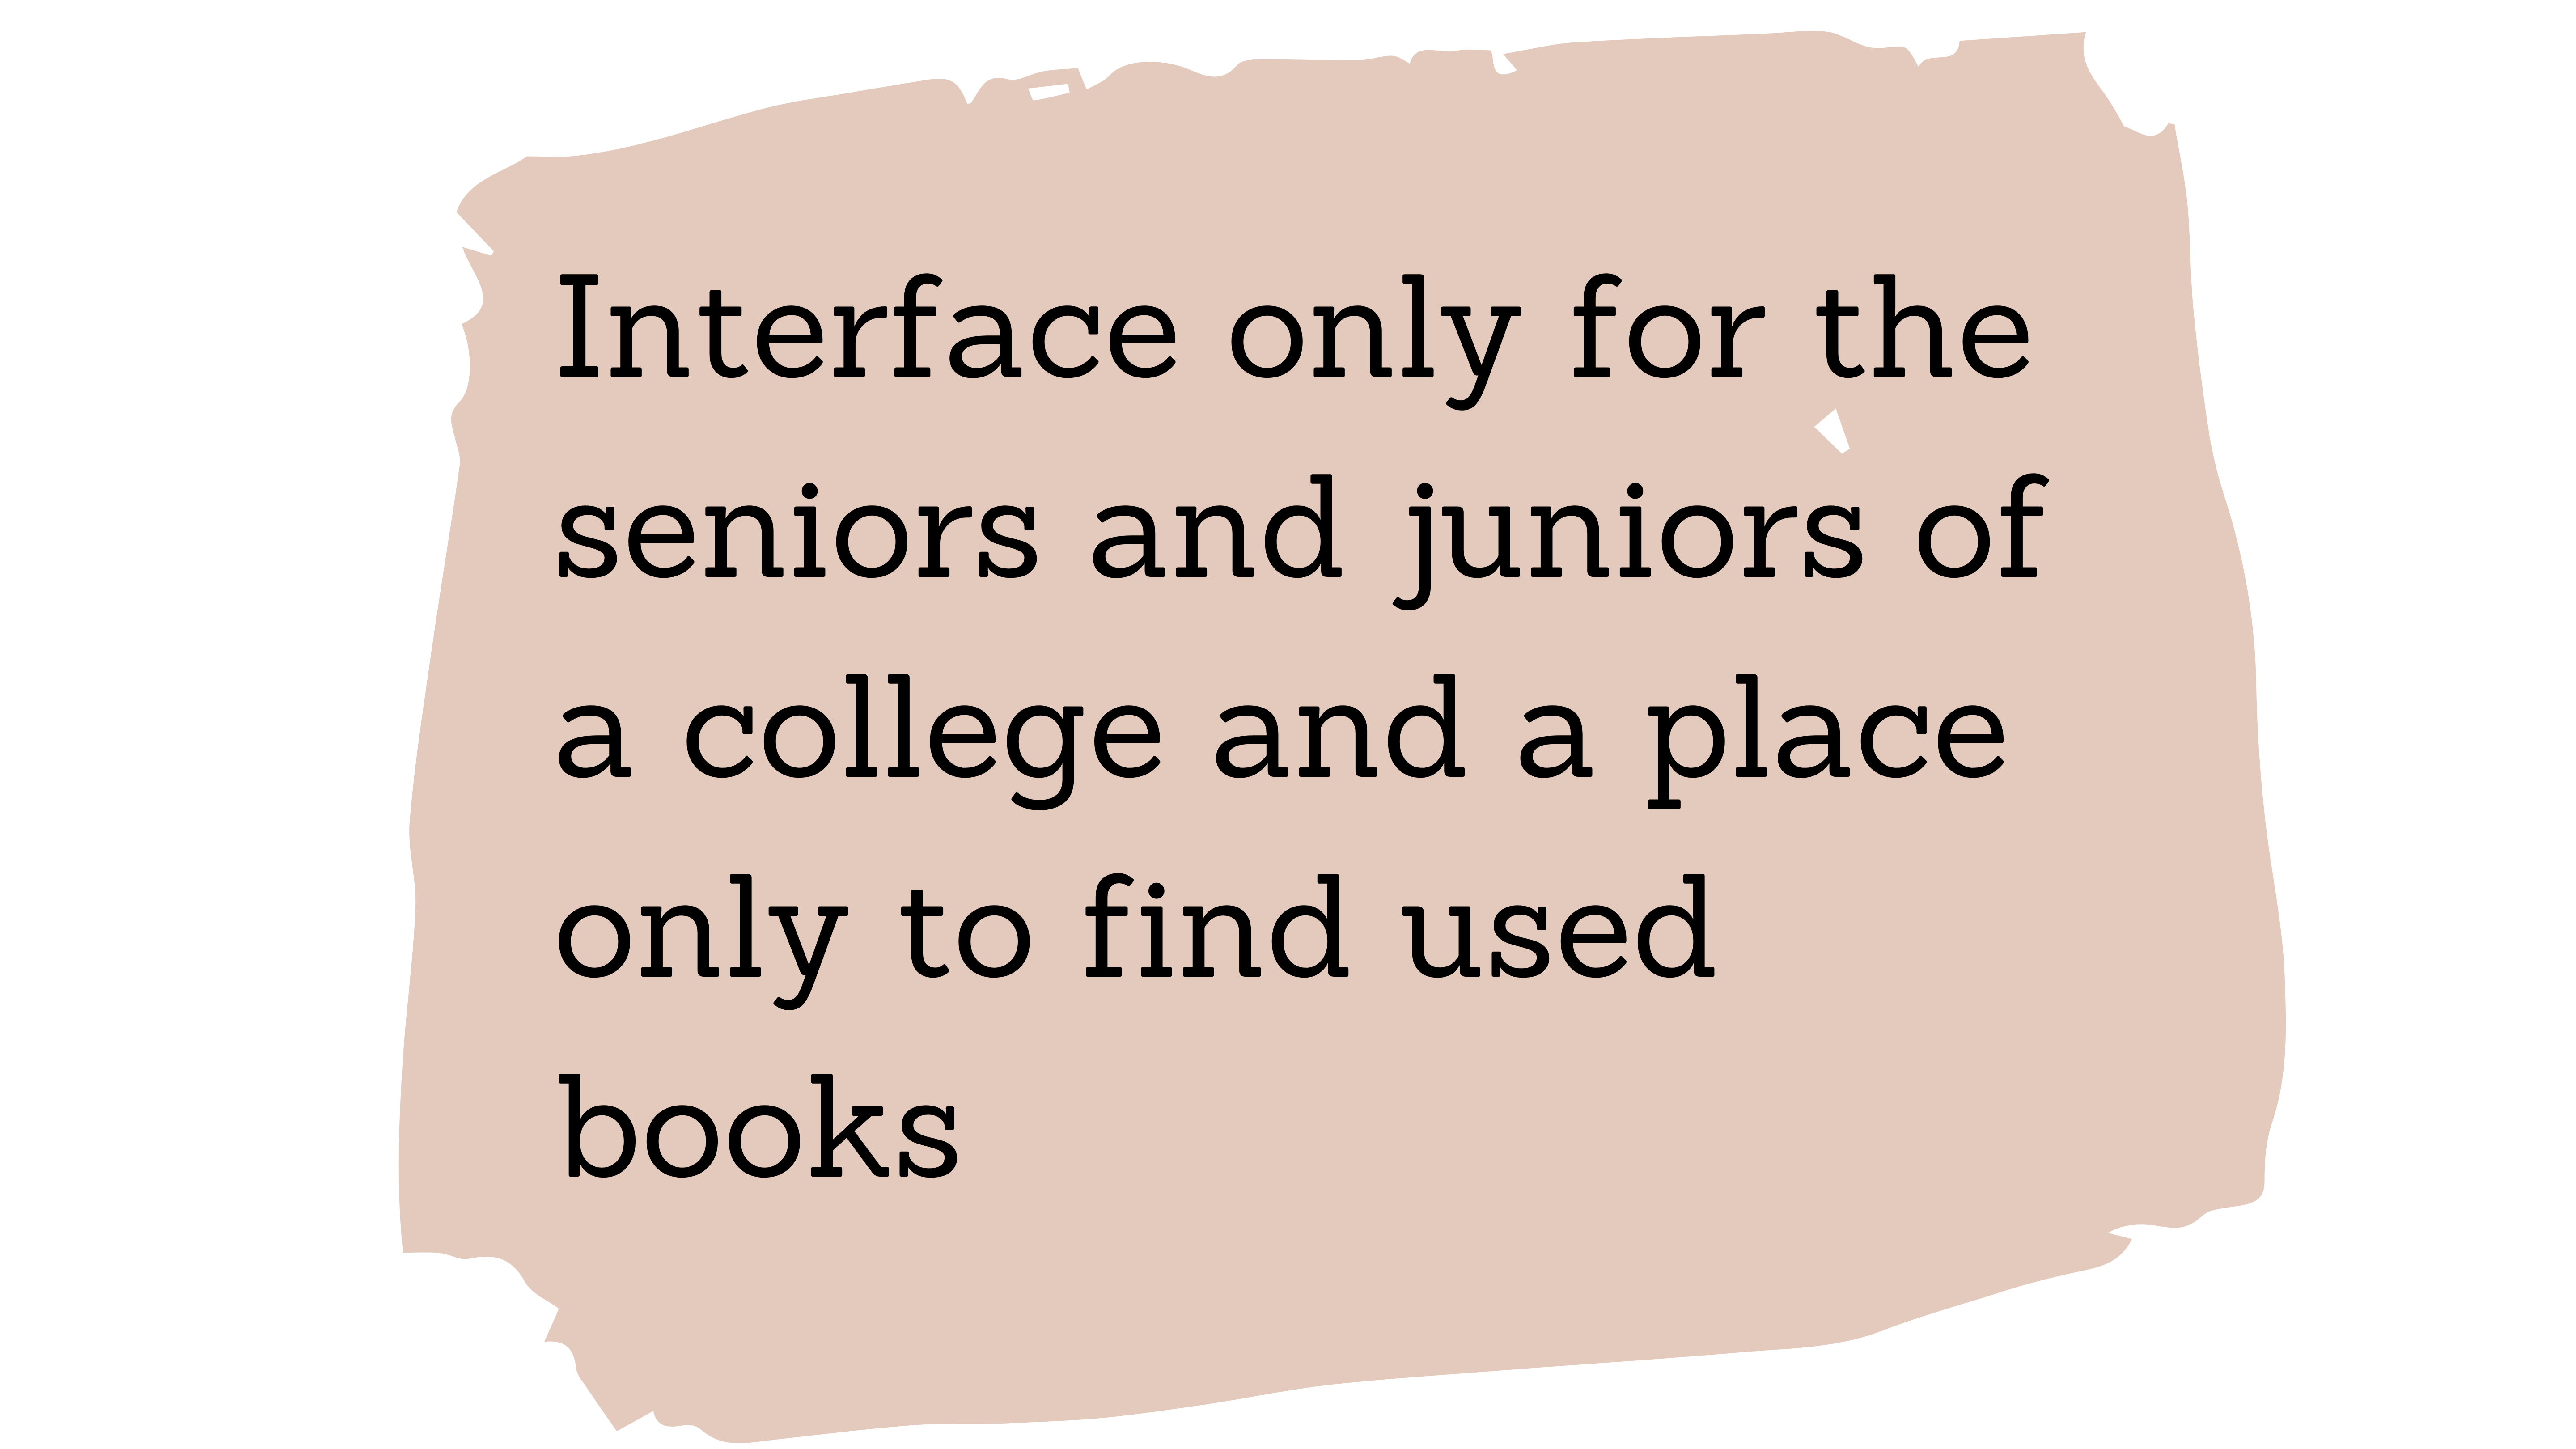 Interface only for the
seniors and juniors of
a college and a place
only to find used
books